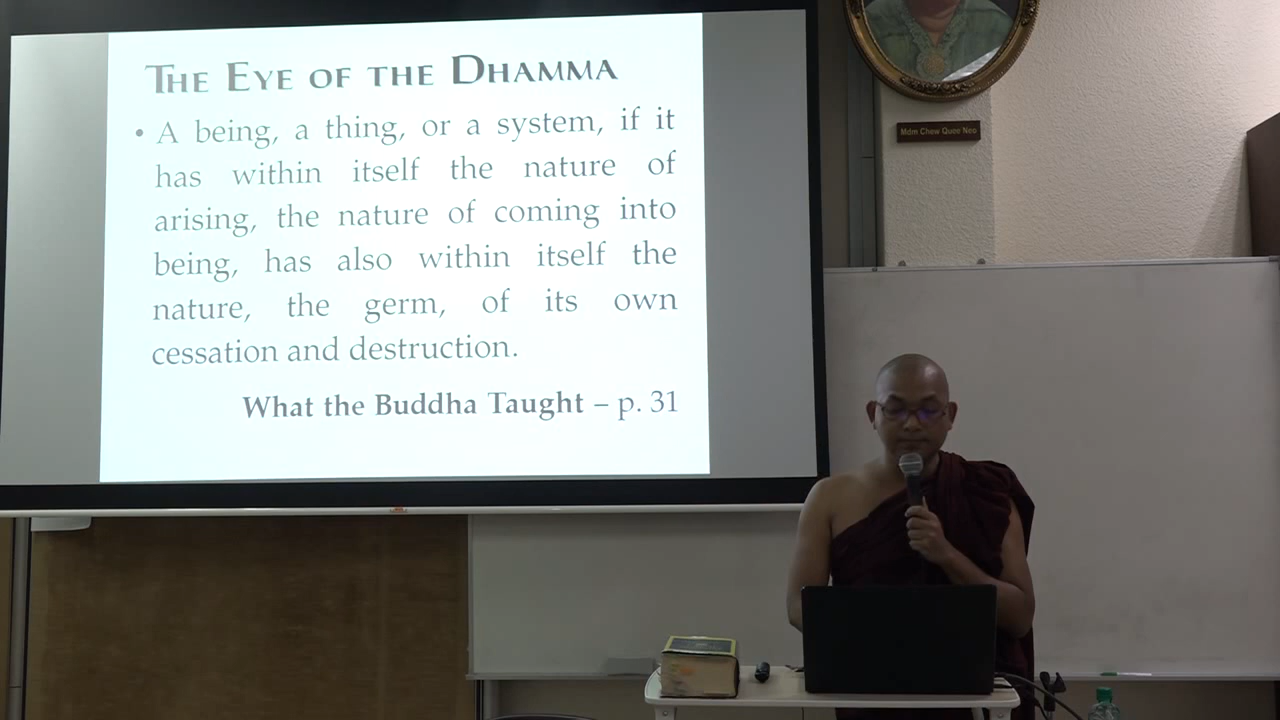 THE EYE OF THE DHAMMA
• A being, a thing, or a system, if it
has within itself the nature of
arising, the nature of coming into
being, has also within itself the
nature, the germ, of its own
cessation and destruction.
What the Buddha Taught – p. 31
Mdm Chew Quee Neo